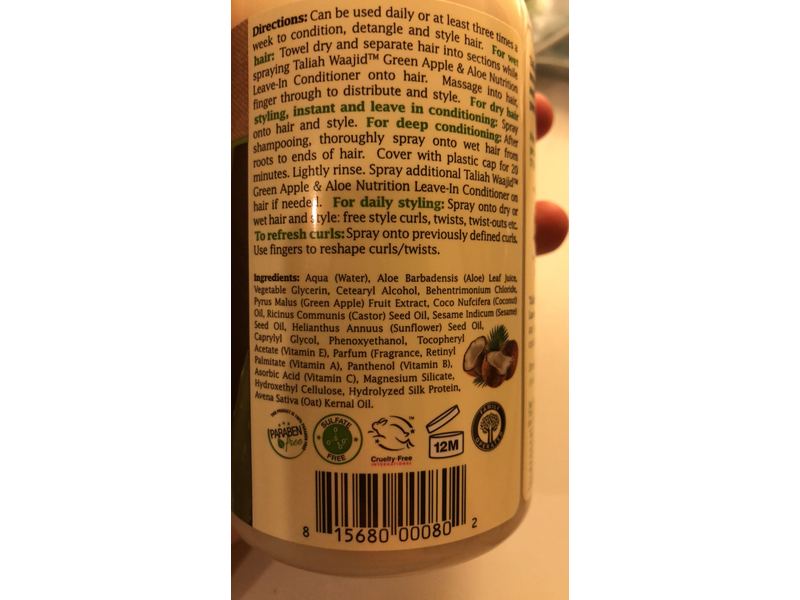 Directions: Can be used daily or at least three times a
week to condition, detangle and style hair. For wet
hair: Towel dry and separate hair into sections while
spraying Taliah Waajid™ Green Apple & Aloe Nutrition
Leave-In Conditioner onto hair. Massage into hair,
finger through to distribute and style. For dry hair
styling, instant and leave in conditioning: Spray
onto hair and style. For deep conditioning: After
shampooing, thoroughly spray onto wet hair from
roots to ends of hair. Cover with plastic cap for 20
minutes. Lightly rinse. Spray additional Taliah Waajid™
Green Apple & Aloe Nutrition Leave-In Conditioner on
hair if needed. For daily styling: Spray onto dry or
wet hair and style: free style curls, twists, twist-outs etc.
To refresh curls: Spray onto previously defined curls.
Use fingers to reshape curls/twists.
Ingredients: Aqua (Water), Aloe Barbadensis (Aloe) Leaf Juice,
Vegetable Glycerin, Cetearyl Alcohol, Behentrimonium Chloride,
Pyrus Malus (Green Apple) Fruit Extract, Coco Nufcifera (Coconut)
Oil, Ricinus Communis (Castor) Seed Oil, Sesame Indicum (Sesame)
Seed Oil, Helianthus Annuus (Sunflower) Seed Oil,
Caprylyl Glycol, Phenoxyethanol, Tocopheryl
Acetate (Vitamin E), Parfum (Fragrance, Retinyl
Palmitate (Vitamin A), Panthenol (Vitamin B),
Ascorbic Acid (Vitamin C), Magnesium Silicate,
Hydroxethyl Cellulose, Hydrolyzed Silk Protein,
Avena Sativa (Oat) Kernal Oil.
PARABEN
free
SULFATE
FREE
Cruelty-Free
INTERNATIONAL
TM
12M
FAMILY
OPERATED
8 15680 00080 2